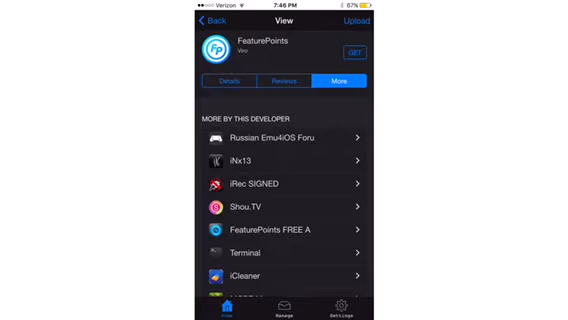 Verizon 7:46 PM 67%
Back View Upload
FeaturePoints
Viro
GET
Details Reviews More
MORE BY THIS DEVELOPER
Russian Emu4iOS Foru
iNx13
iRec SIGNED
Shou.TV
FeaturePoints FREE A
Terminal
iCleaner
Manage Settings